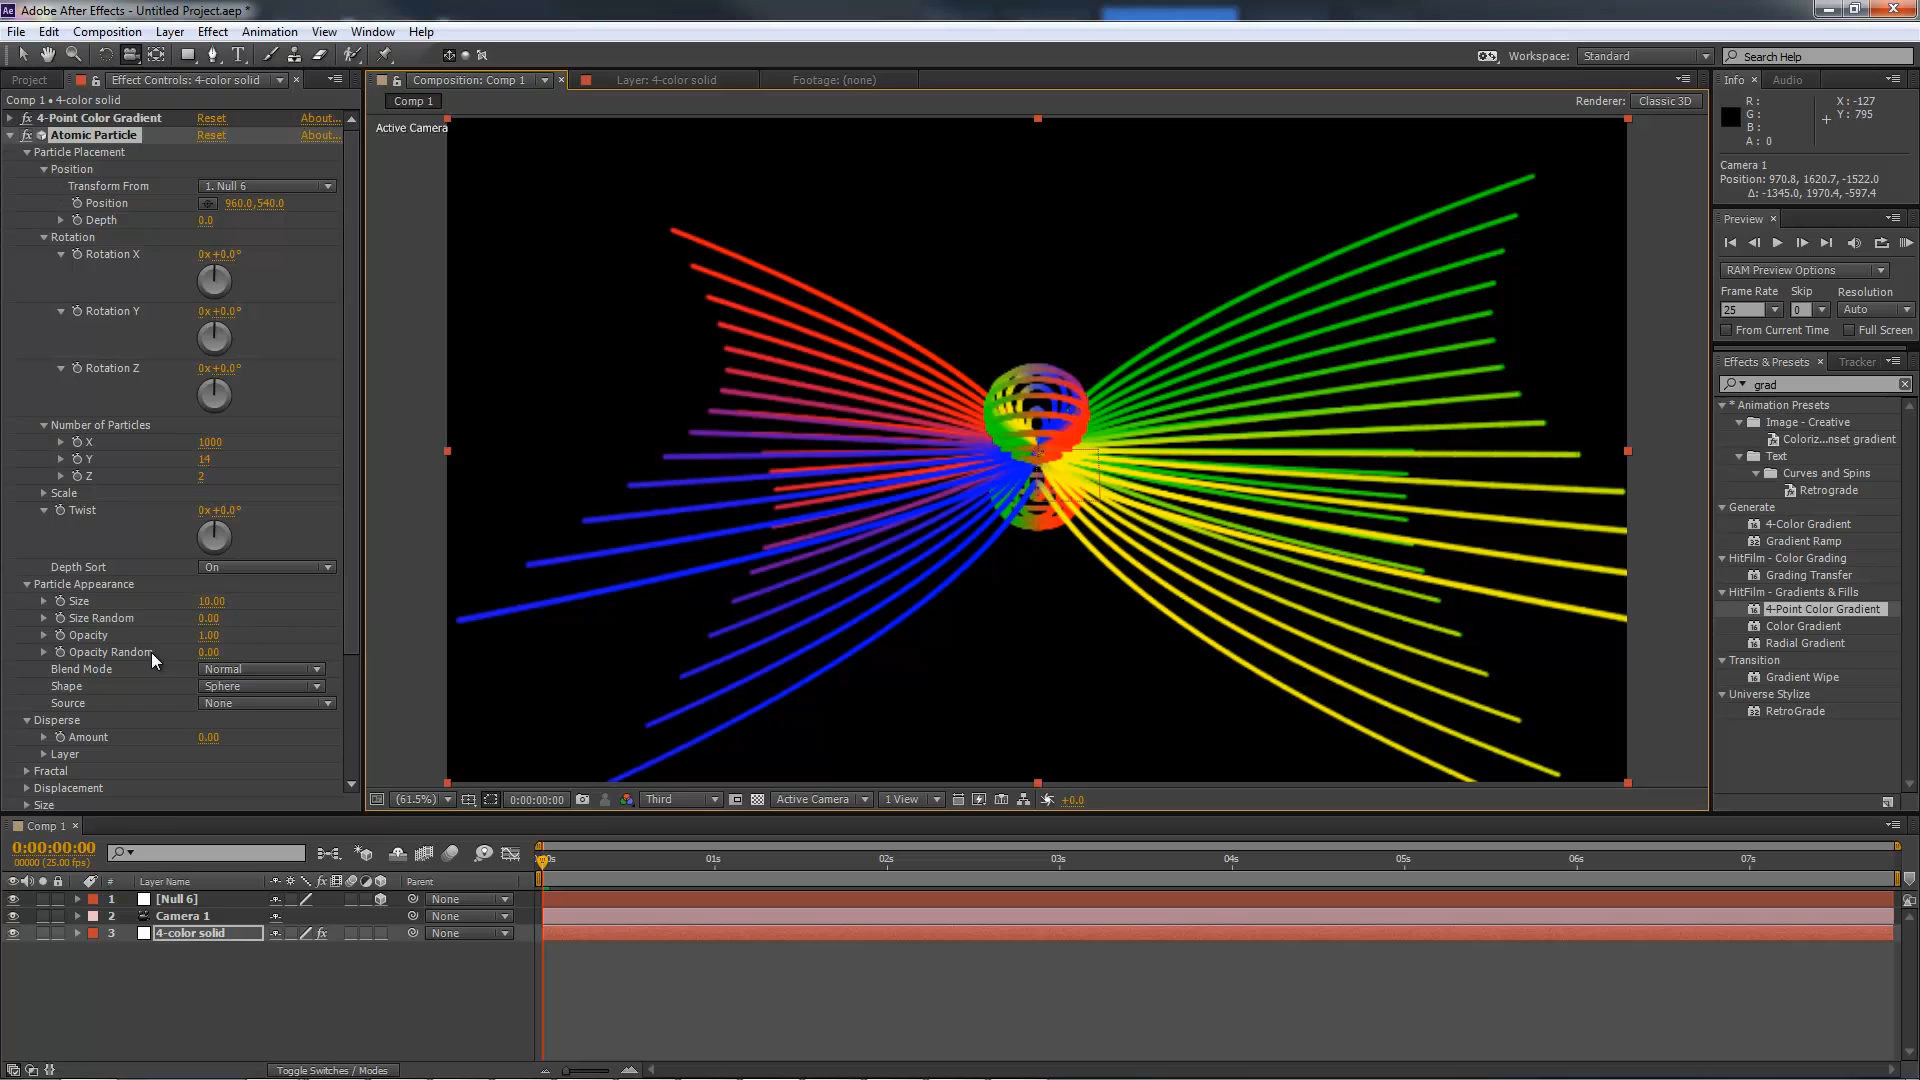 Ae Adobe After Effects - Untitled Project.aep *
File Edit Composition Layer Effect Animation View Window Help
Workspace: Standard Search Help
Project Effect Controls: 4-color solid
Composition: Comp 1 Layer: 4-color solid Footage: (none)
Info Audio
Comp 1 • 4-color solid
Comp 1
Renderer: Classic 3D
4-Point Color Gradient Reset About...
Atomic Particle Reset About...
Particle Placement
Position
Transform From 1. Null 6
Position 960.0,540.0
Depth 0.0
Rotation
Rotation X 0x+0.0°
Rotation Y 0x+0.0°
Rotation Z 0x+0.0°
Number of Particles
X 1000
Y 14
Z 2
Scale
Twist 0x+0.0°
Depth Sort On
Particle Appearance
Size 10.00
Size Random 0.00
Opacity 1.00
Opacity Random 0.00
Blend Mode Normal
Shape Sphere
Source None
Disperse
Amount 0.00
Layer
Fractal
Displacement
Size
Active Camera
(61.5%) 0:00:00:00 Third Active Camera 1 View +0.0
R :
G :
B :
A : 0
X : -127
Y : 795
Camera 1
Position: 970.8, 1620.7, -1522.0
Δ: -1345.0, 1970.4, -597.4
Preview
RAM Preview Options
Frame Rate Skip Resolution
25 0 Auto
From Current Time Full Screen
Effects & Presets Tracker
grad
* Animation Presets
Image - Creative
Coloriz...nset gradient
Text
Curves and Spins
Retrograde
Generate
4-Color Gradient
Gradient Ramp
HitFilm - Color Grading
Grading Transfer
HitFilm - Gradients & Fills
4-Point Color Gradient
Color Gradient
Radial Gradient
Transition
Gradient Wipe
Universe Stylize
RetroGrade
Comp 1
0:00:00:00
00000 (25.00 fps)
01s 02s 03s 04s 05s 06s 07s
# Layer Name fx Parent
1 [Null 6] None
2 Camera 1 None
3 4-color solid fx None
Toggle Switches / Modes